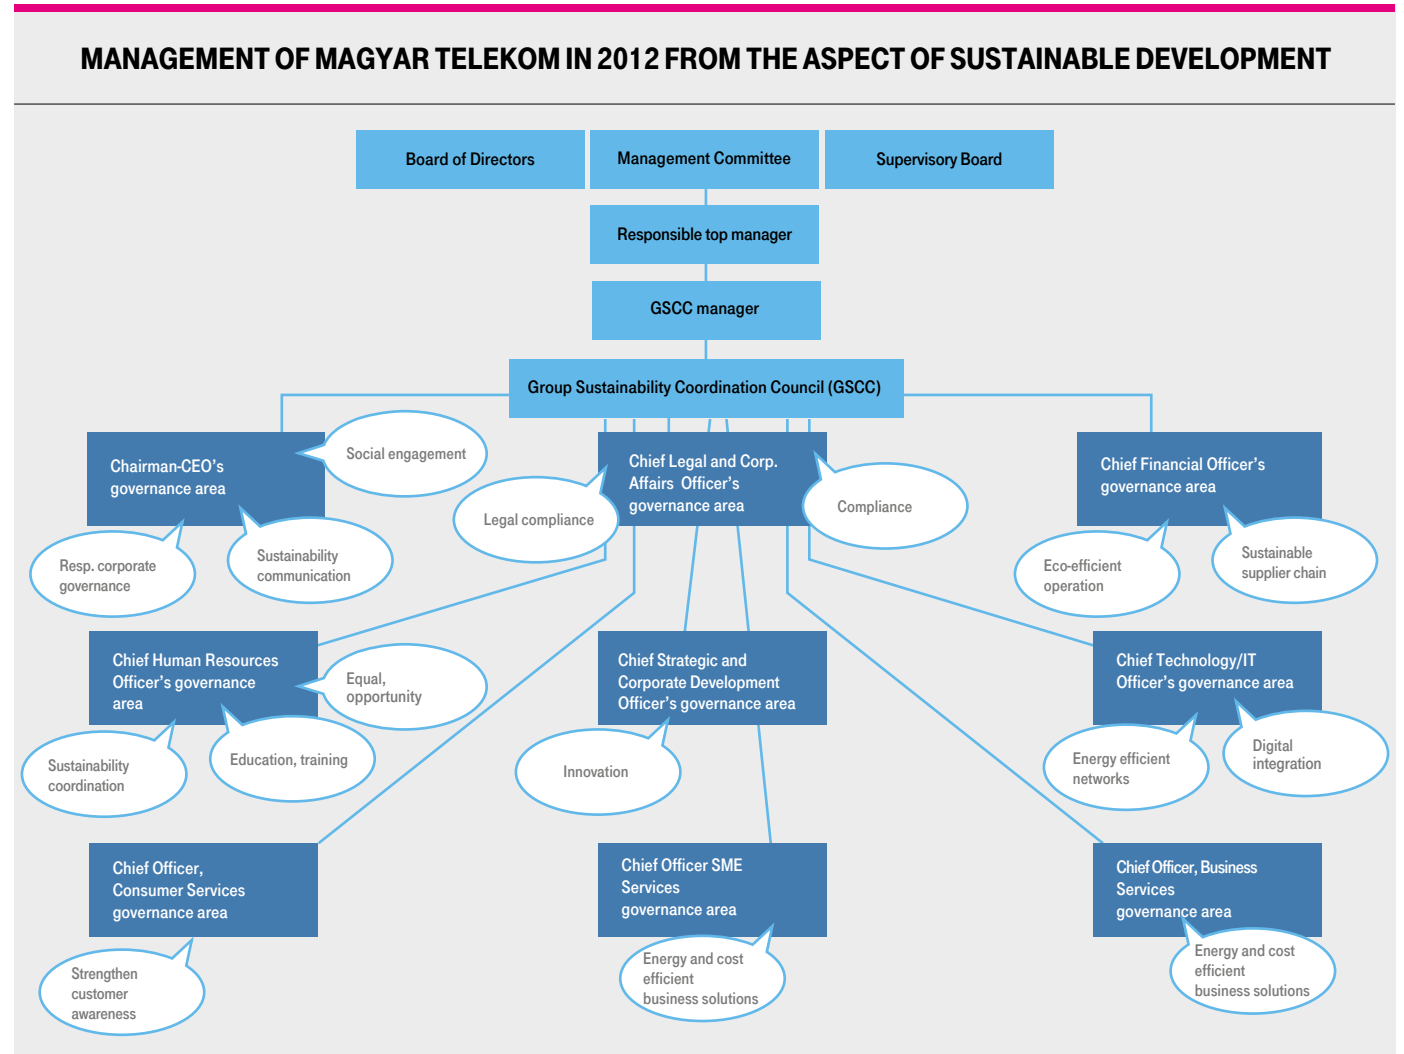 MANAGEMENT OF MAGYAR TELEKOM IN 2012 FROM THE ASPECT OF SUSTAINABLE DEVELOPMENT
Board of Directors
Management Committee
Supervisory Board
Responsible top manager
GSCC manager
Group Sustainability Coordination Council (GSCC)
Chairman-CEO's
governance area
Social engagement
Resp. corporate
governance
Sustainability
communication
Chief Legal and Corp.
Affairs Officer's
governance area
Legal compliance
Compliance
Chief Financial Officer's
governance area
Eco-efficient
operation
Sustainable
supplier chain
Chief Human Resources
Officer's governance
area
Equal,
opportunity
Sustainability
coordination
Education, training
Chief Strategic and
Corporate Development
Officer's governance area
Innovation
Chief Technology/IT
Officer's governance area
Energy efficient
networks
Digital
integration
Chief Officer,
Consumer Services
governance area
Strengthen
customer
awareness
Chief Officer SME
Services
governance area
Energy and cost
efficient
business solutions
Chief Officer, Business
Services
governance area
Energy and cost
efficient
business solutions